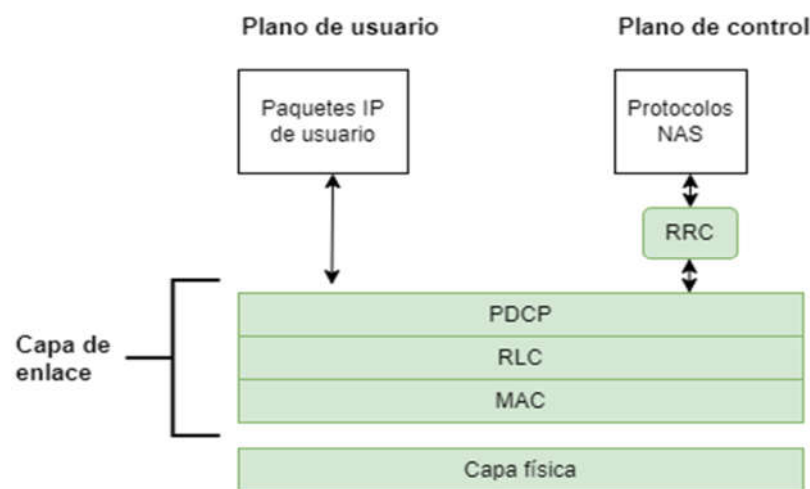 Plano de usuario
Plano de control
Paquetes IP
de usuario
Protocolos
NAS
RRC
PDCP
Capa de
enlace
RLC
MAC
Capa física